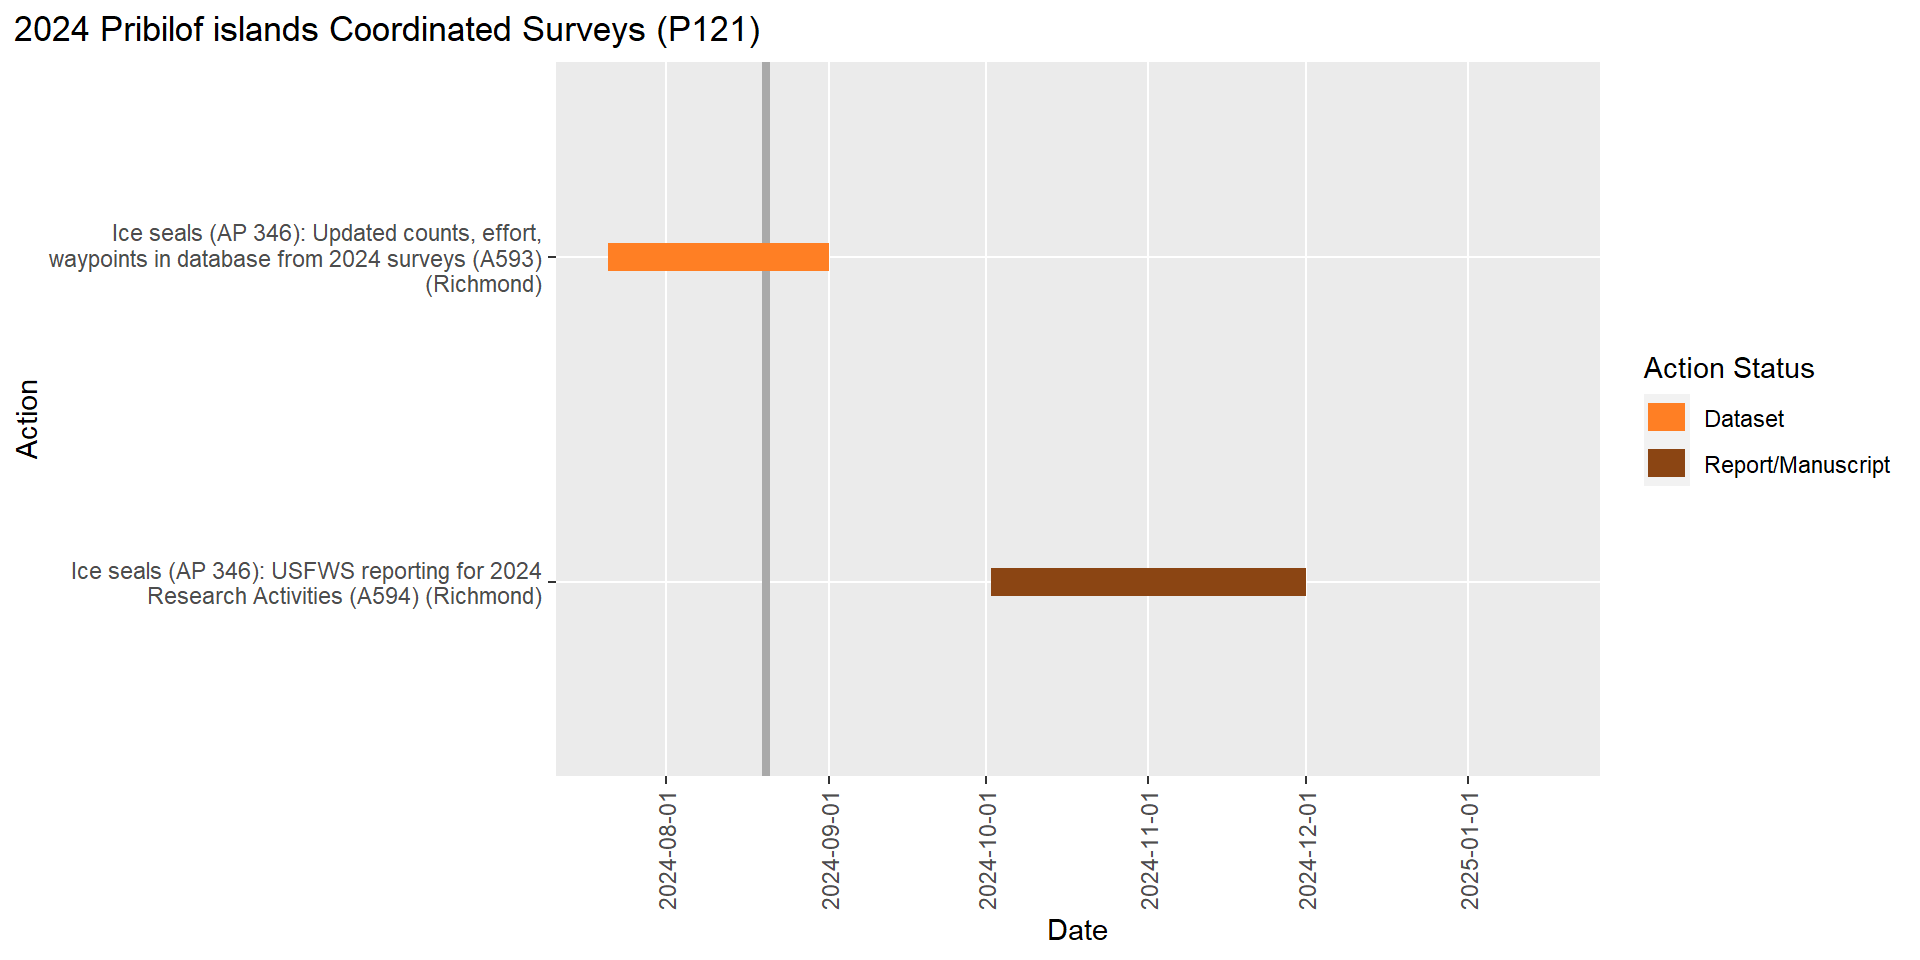 2024 Pribilof islands Coordinated Surveys (P121)
Ice seals (AP 346): Updated counts, effort,
waypoints in database from 2024 surveys (A593)
(Richmond)
Action
Ice seals (AP 346): USFWS reporting for 2024
Research Activities (A594) (Richmond)
2024-08-01
2024-09-01
2024-10-01
2024-11-01
2024-12-01
2025-01-01
Date
Action Status
Dataset
Report/Manuscript